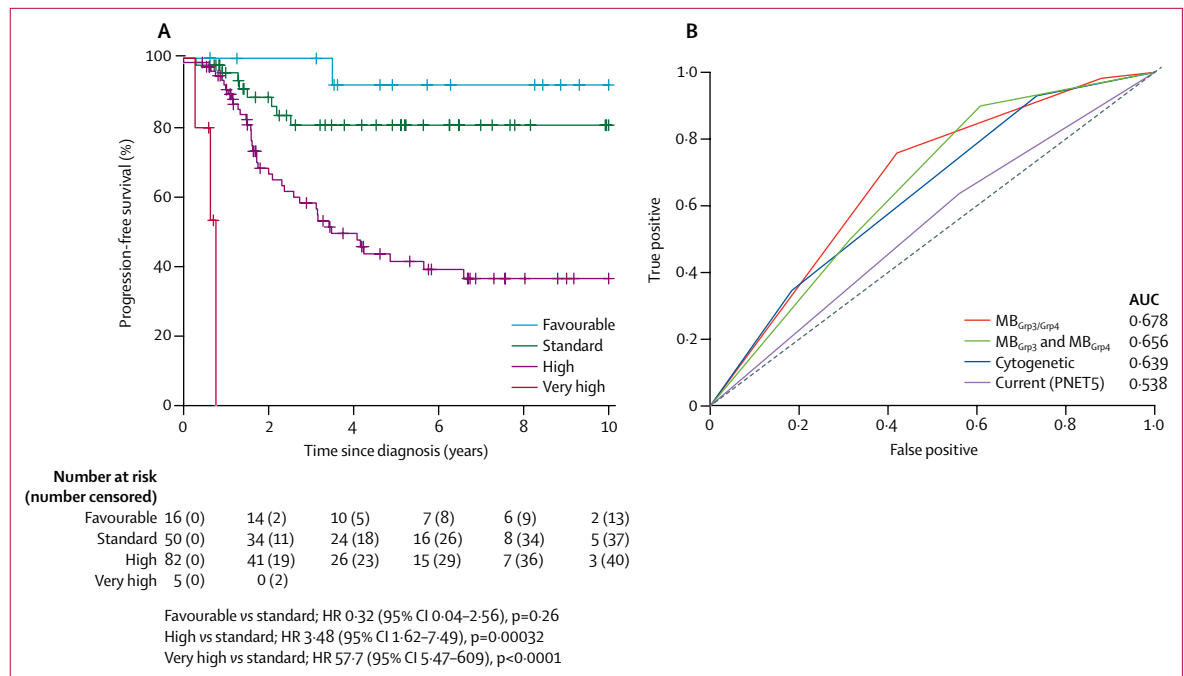 A
Progression-free survival (%)
100
80
60
40
20
0
0 2 4 6 8 10
Time since diagnosis (years)
Favourable
Standard
High
Very high
Number at risk
(number censored)
Favourable 16 (0) 14 (2) 10 (5) 7 (8) 6 (9) 2 (13)
Standard 50 (0) 34 (11) 24 (18) 16 (26) 8 (34) 5 (37)
High 82 (0) 41 (19) 26 (23) 15 (29) 7 (36) 3 (40)
Very high 5 (0) 0 (2)
Favourable vs standard; HR 0·32 (95% CI 0·04–2·56), p=0·26
High vs standard; HR 3·48 (95% CI 1·62–7·49), p=0·00032
Very high vs standard; HR 57·7 (95% CI 5·47–609), p<0·0001
B
True positive
1·0
0·8
0·6
0·4
0·2
0
0 0·2 0·4 0·6 0·8 1·0
False positive
AUC
MBGrp3/Grp4 0·678
MBGrp3 and MBGrp4 0·656
Cytogenetic 0·639
Current (PNET5) 0·538